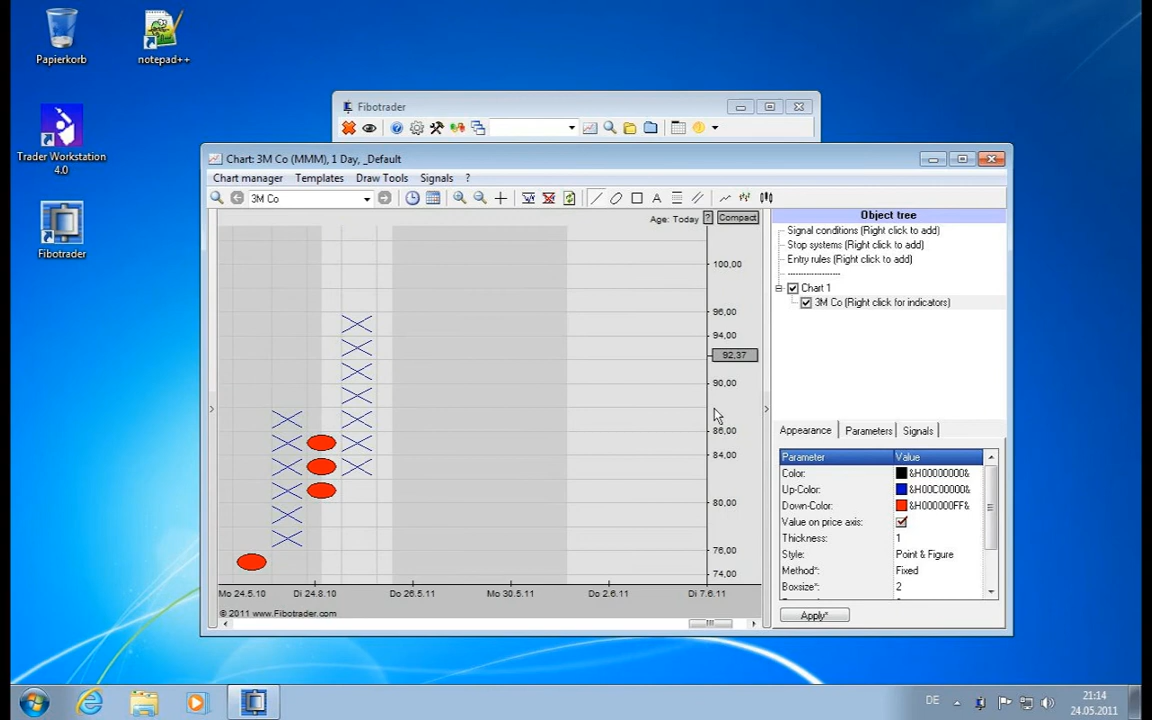 Papierkorb
notepad++
Trader Workstation
4.0
Fibotrader
Fibotrader
Chart: 3M Co (MMM), 1 Day, _Default
Chart manager Templates Draw Tools Signals ?
3M Co
A
Age: Today ? Compact
100,00
96,00
94,00
92,37
90,00
86,00
84,00
80,00
76,00
74,00
Mo 24.5.10 Di 24.8.10 Do 26.5.11 Mo 30.5.11 Do 2.6.11 Di 7.6.11
© 2011 www.Fibotrader.com
Object tree
Signal conditions (Right click to add)
Stop systems (Right click to add)
Entry rules (Right click to add)
--------------------
Chart 1
3M Co (Right click for indicators)
Appearance Parameters Signals
Parameter Value
Color: &H00000000&
Up-Color: &H00C00000&
Down-Color: &H000000FF&
Value on price axis:
Thickness: 1
Style: Point & Figure
Method*: Fixed
Boxsize*: 2
Apply*
DE
21:14
24.05.2011